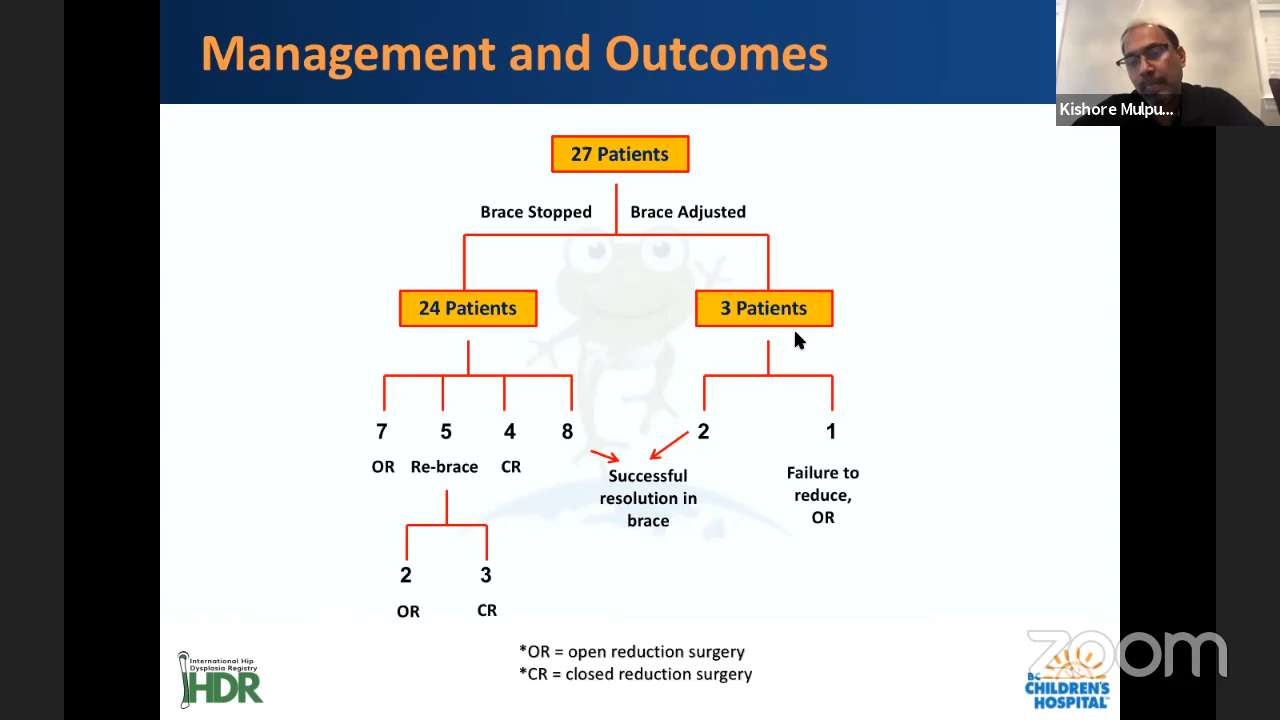 Management and Outcomes
Kishore Mulpu...
27 Patients
Brace Stopped
Brace Adjusted
24 Patients
3 Patients
7
5
4
8
2
1
OR
Re-brace
CR
Successful
resolution in
brace
Failure to
reduce,
OR
2
3
OR
CR
*OR = open reduction surgery
*CR = closed reduction surgery
International Hip
Dysplasia Registry
IHDR
zoom
BC
CHILDREN'S
HOSPITAL